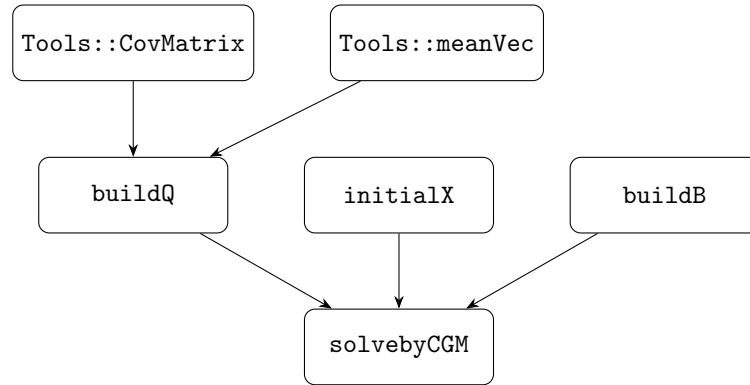 Tools::CovMatrix
Tools::meanVec
buildQ
initialX
buildB
solvebyCGM